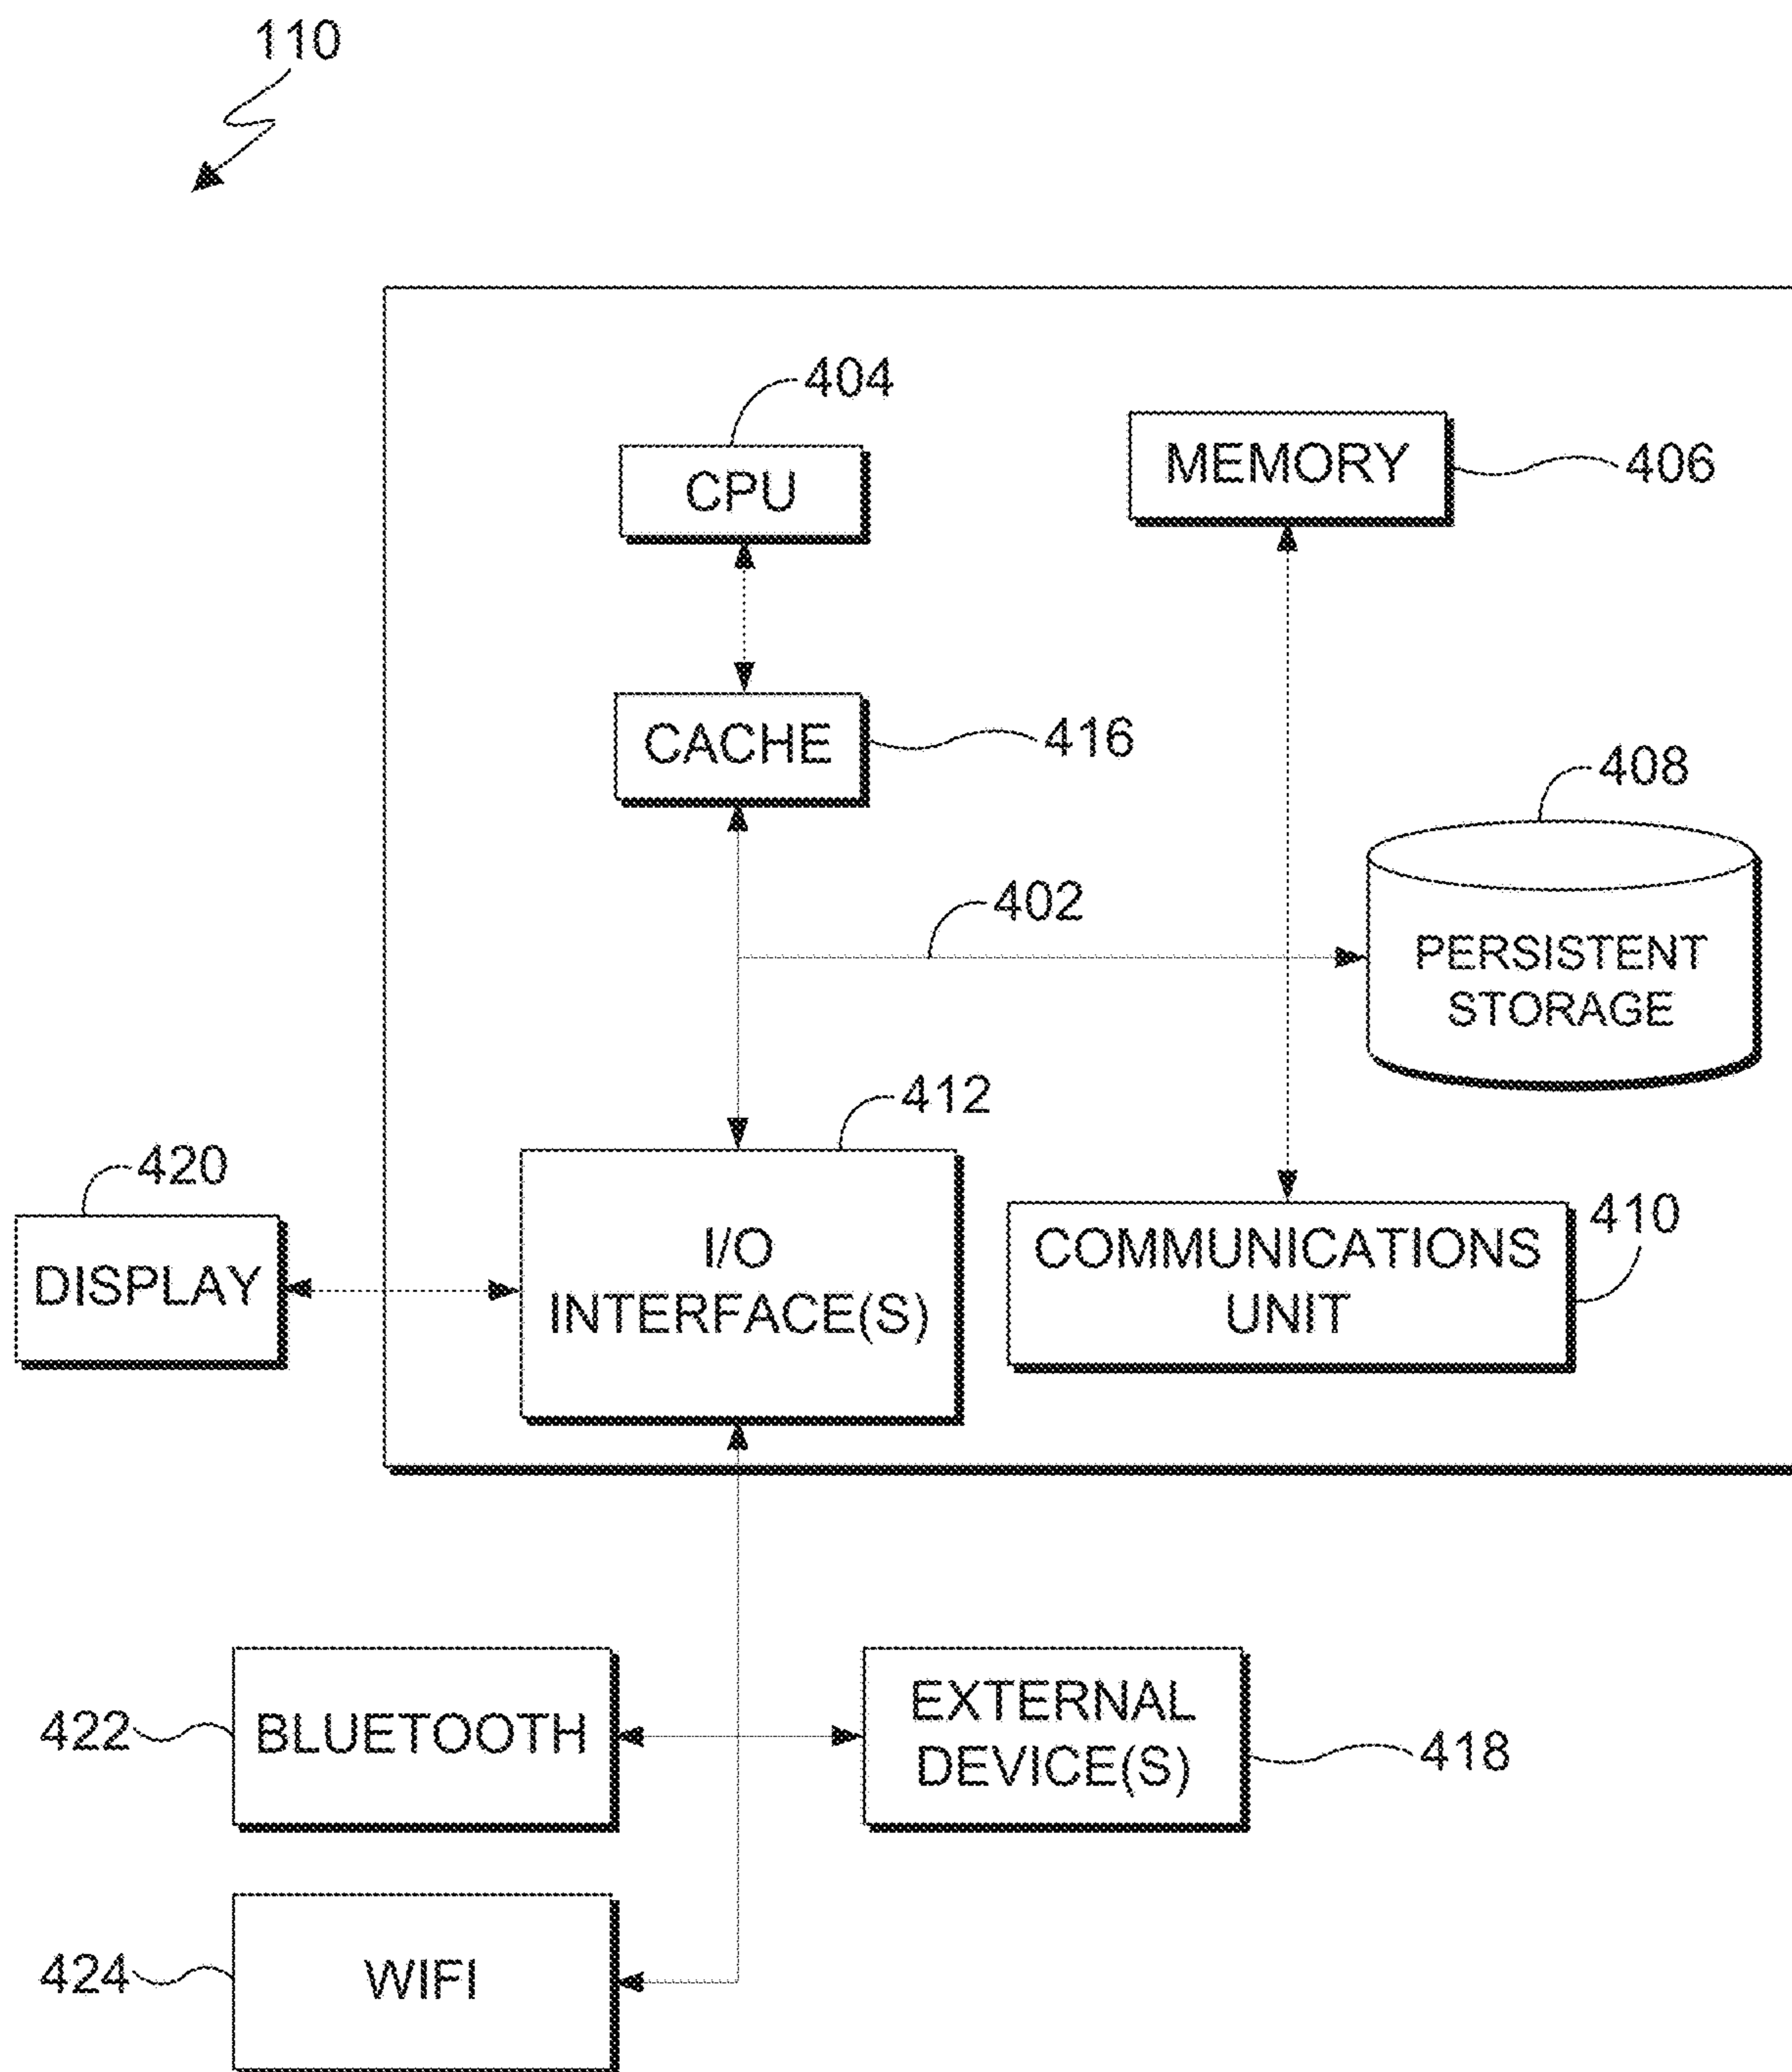 110
404
CPU
MEMORY
406
CACHE
416
408
402
PERSISTENT
STORAGE
412
420
DISPLAY
I/O
INTERFACE(S)
COMMUNICATIONS
UNIT
410
422
BLUETOOTH
EXTERNAL
DEVICE(S)
418
424
WIFI